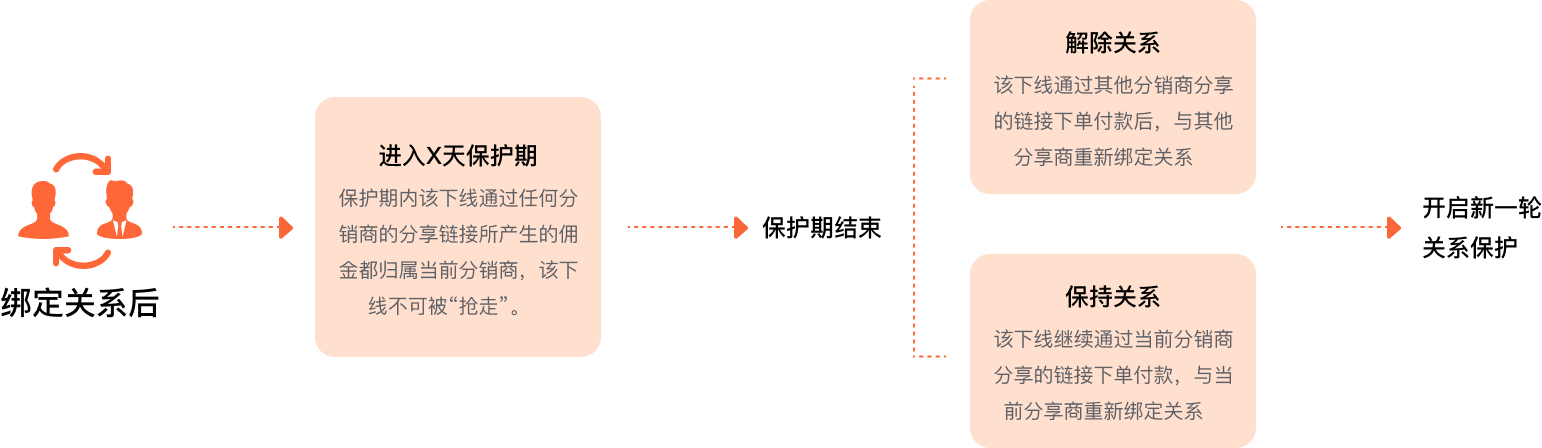 绑定关系后
进入X天保护期
保护期内该下线通过任何分
销商的分享链接所产生的佣
金都归属当前分销商，该下
线不可被“抢走”。
保护期结束
解除关系
该下线通过其他分销商分享
的链接下单付款后，与其他
分享商重新绑定关系
保持关系
该下线继续通过当前分销商
分享的链接下单付款，与当
前分享商重新绑定关系
开启新一轮
关系保护